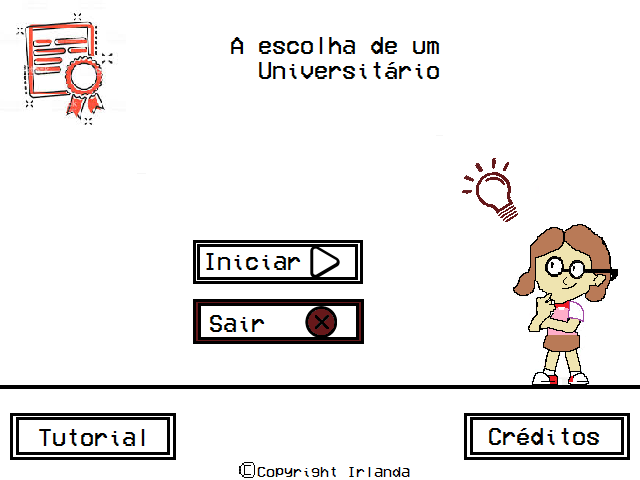 A escolha de um
Universitário
Iniciar
Sair
Tutorial
Créditos
©Copyright Irlanda